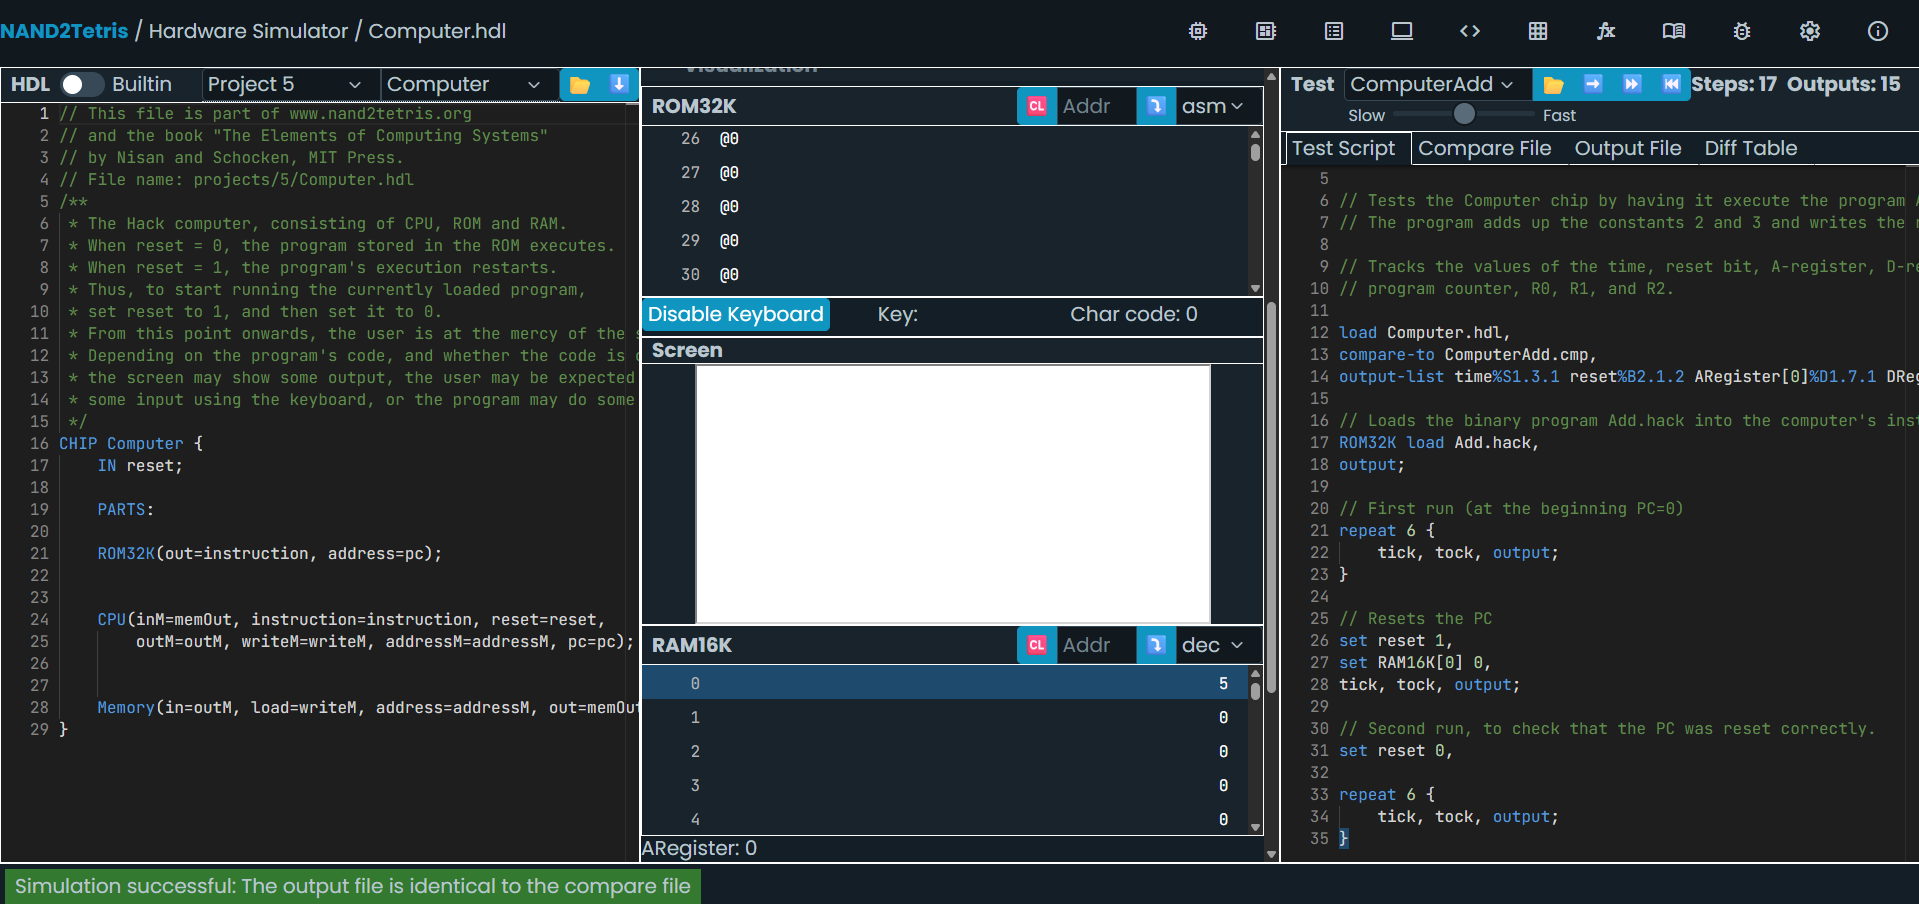 NAND2Tetris / Hardware Simulator / Computer.hdl
HDL Builtin Project 5 Computer
1 // This file is part of www.nand2tetris.org
2 // and the book "The Elements of Computing Systems"
3 // by Nisan and Schocken, MIT Press.
4 // File name: projects/5/Computer.hdl
5 /**
6 * The Hack computer, consisting of CPU, ROM and RAM.
7 * When reset = 0, the program stored in the ROM executes.
8 * When reset = 1, the program's execution restarts.
9 * Thus, to start running the currently loaded program,
10 * set reset to 1, and then set it to 0.
11 * From this point onwards, the user is at the mercy of the s
12 * Depending on the program's code, and whether the code is
13 * the screen may show some output, the user may be expected
14 * some input using the keyboard, or the program may do some
15 */
16 CHIP Computer {
17 IN reset;
18
19 PARTS:
20
21 ROM32K(out=instruction, address=pc);
22
23
24 CPU(inM=memOut, instruction=instruction, reset=reset,
25 outM=outM, writeM=writeM, addressM=addressM, pc=pc);
26
27
28 Memory(in=outM, load=writeM, address=addressM, out=memOut
29 }
Visualization
ROM32K CL Addr asm
26 @0
27 @0
28 @0
29 @0
30 @0
Disable Keyboard Key: Char code: 0
Screen
RAM16K CL Addr dec
0 5
1 0
2 0
3 0
4 0
ARegister: 0
Test ComputerAdd Steps: 17 Outputs: 15
Slow Fast
Test Script Compare File Output File Diff Table
5
6 // Tests the Computer chip by having it execute the program A
7 // The program adds up the constants 2 and 3 and writes the r
8
9 // Tracks the values of the time, reset bit, A-register, D-re
10 // program counter, R0, R1, and R2.
11
12 load Computer.hdl,
13 compare-to ComputerAdd.cmp,
14 output-list time%S1.3.1 reset%B2.1.2 ARegister[0]%D1.7.1 DReg
15
16 // Loads the binary program Add.hack into the computer's inst
17 ROM32K load Add.hack,
18 output;
19
20 // First run (at the beginning PC=0)
21 repeat 6 {
22 tick, tock, output;
23 }
24
25 // Resets the PC
26 set reset 1,
27 set RAM16K[0] 0,
28 tick, tock, output;
29
30 // Second run, to check that the PC was reset correctly.
31 set reset 0,
32
33 repeat 6 {
34 tick, tock, output;
35 }
Simulation successful: The output file is identical to the compare file